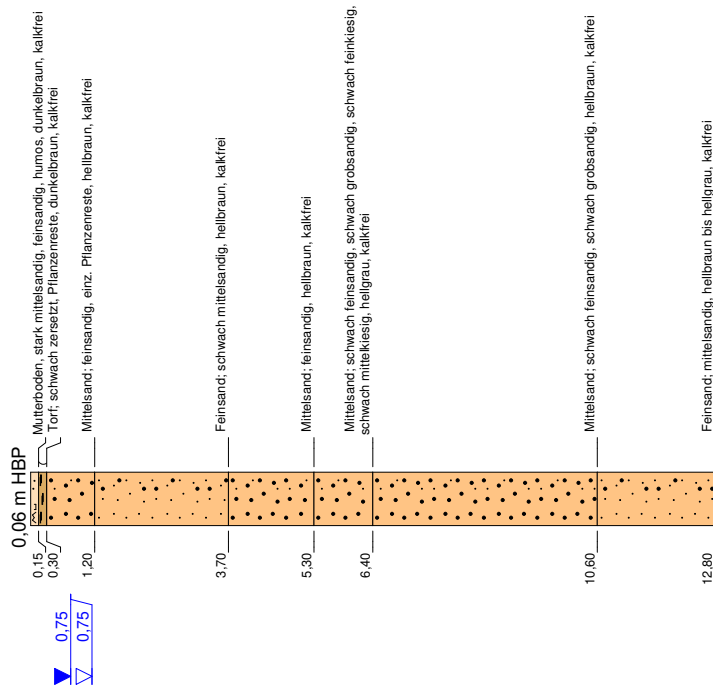 0,06 m HBP
0,15
Mutterboden, stark mittelsandig, feinsandig, humos, dunkelbraun, kalkfrei
0,30
Torf; schwach zersetzt, Pflanzenreste, dunkelbraun, kalkfrei
0,75
0,75
1,20
Mittelsand; feinsandig, einz. Pflanzenreste, hellbraun, kalkfrei
3,70
Feinsand; schwach mittelsandig, hellbraun, kalkfrei
5,30
Mittelsand; feinsandig, hellbraun, kalkfrei
6,40
Mittelsand; schwach feinsandig, schwach grobsandig, schwach feinkiesig,
schwach mittelkiesig, hellgrau, kalkfrei
10,60
Mittelsand; schwach feinsandig, schwach grobsandig, hellbraun, kalkfrei
12,80
Feinsand; mittelsandig, hellbraun bis hellgrau, kalkfrei